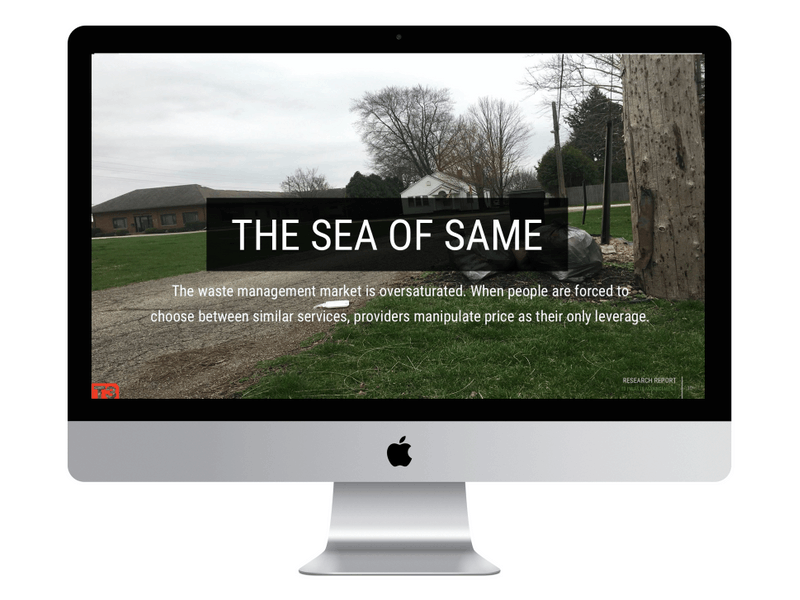 THE SEA OF SAME
The waste management market is oversaturated. When people are forced to
choose between similar services, providers manipulate price as their only leverage.
RESEARCH REPORT